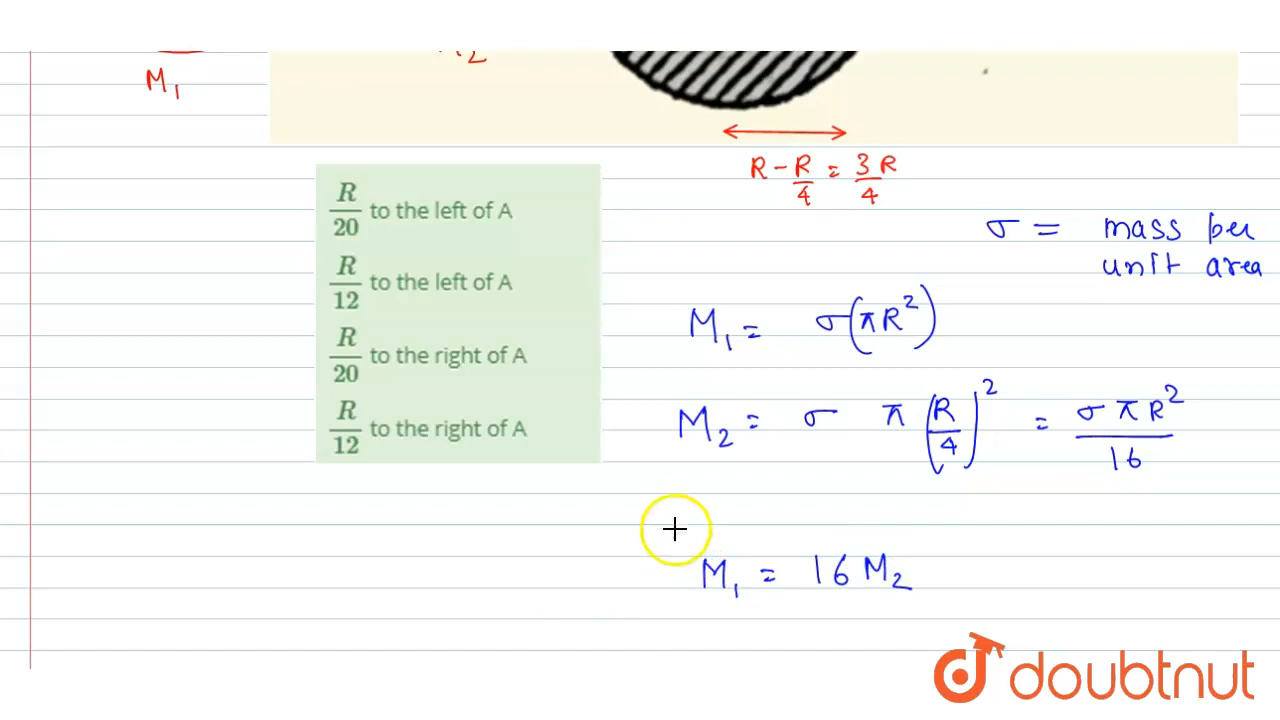 M₂
M₁
R - R/4 = 3R/4
R/20 to the left of A
R/12 to the left of A
R/20 to the right of A
R/12 to the right of A
σ = mass per
unit area
M₁ = σ(πR²)
M₂ = σ π (R/4)² = σπR²/16
M₁ = 16 M₂
doubtnut